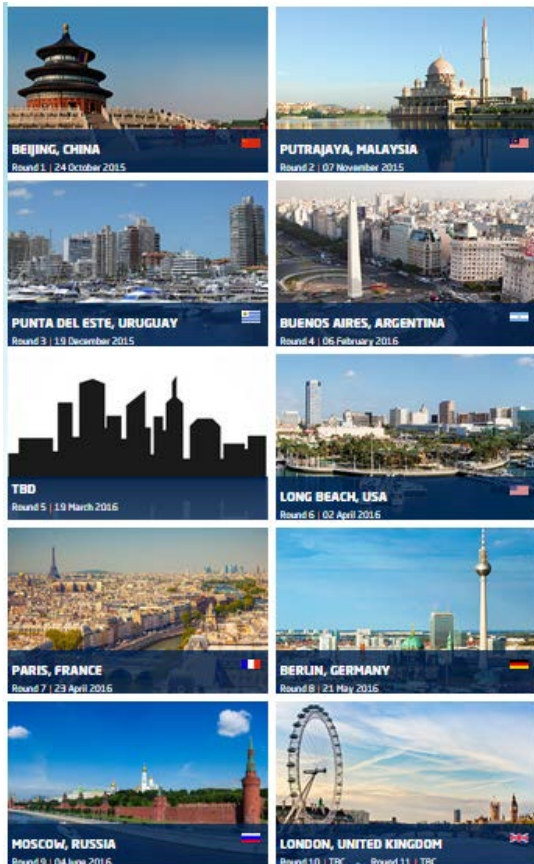 BEIJING, CHINA
Round 1 | 24 October 2015
PUTRAJAYA, MALAYSIA
Round 2 | 07 November 2015
PUNTA DEL ESTE, URUGUAY
Round 3 | 19 December 2015
BUENOS AIRES, ARGENTINA
Round 4 | 06 February 2016
TBD
Round 5 | 19 March 2016
LONG BEACH, USA
Round 6 | 02 April 2016
PARIS, FRANCE
Round 7 | 23 April 2016
BERLIN, GERMANY
Round 8 | 21 May 2016
MOSCOW, RUSSIA
Round 9 | 04 June 2016
LONDON, UNITED KINGDOM
Round 10 | TBC Round 11 | TBC